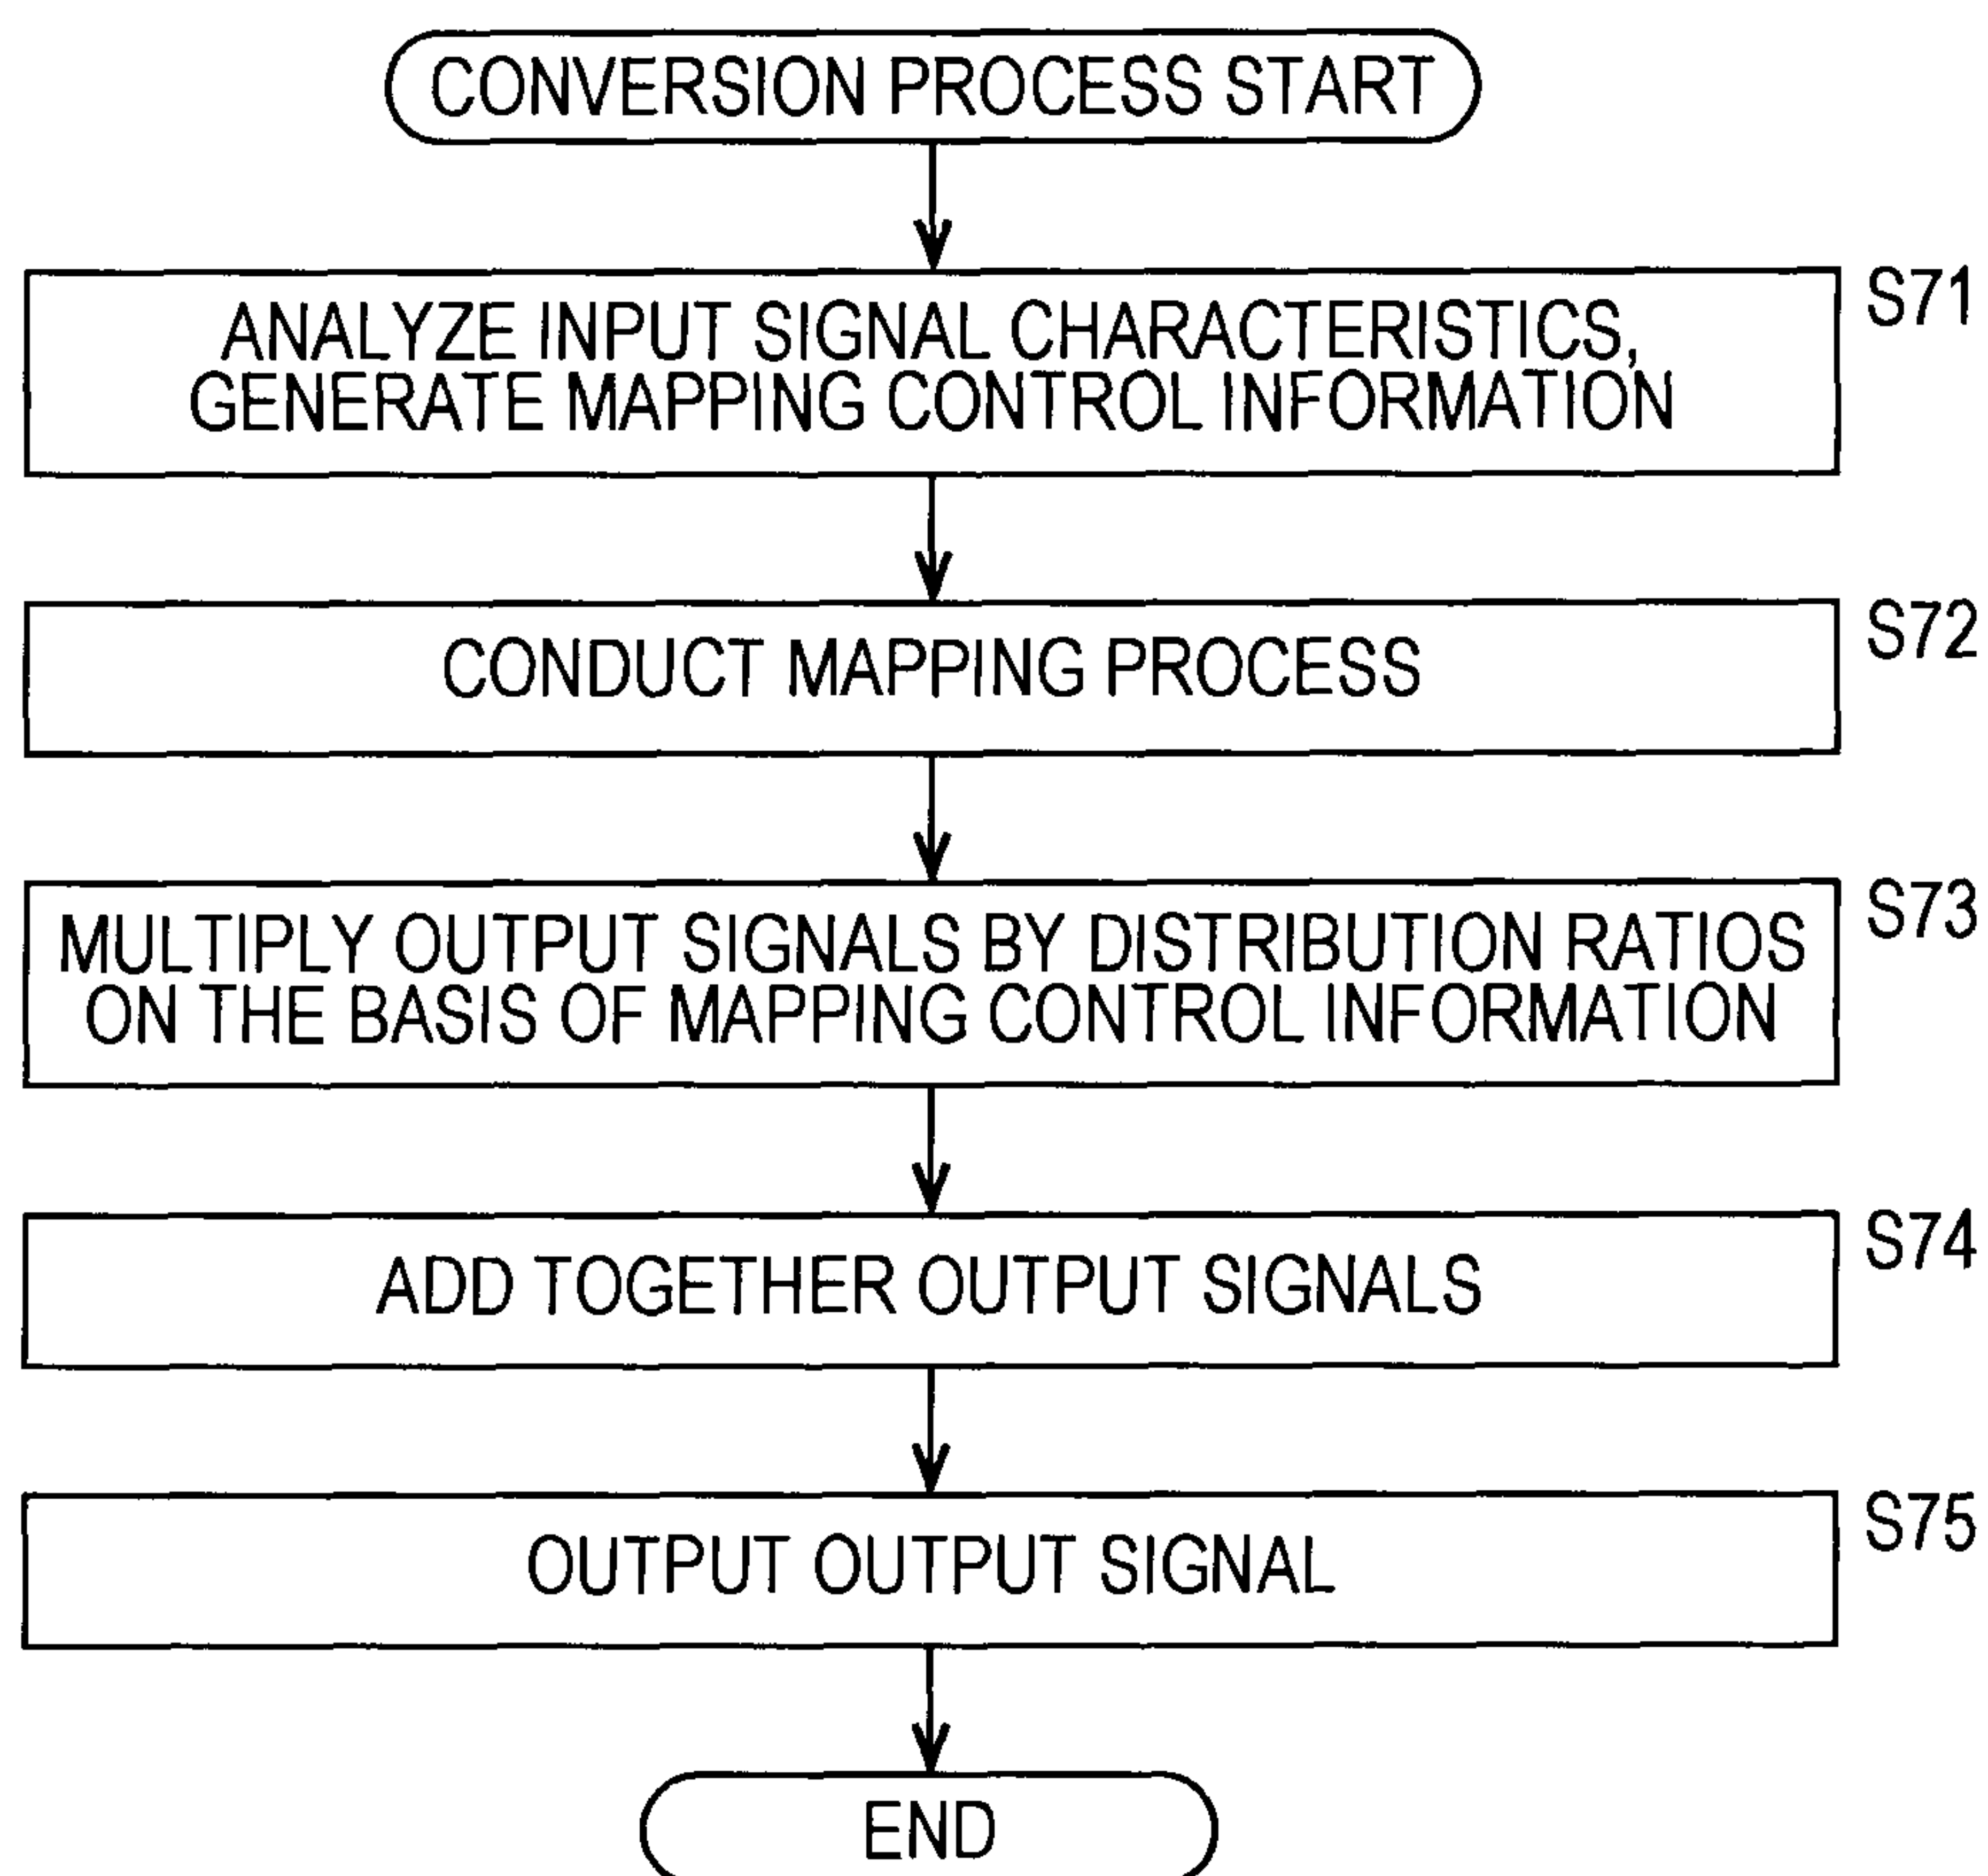 CONVERSION PROCESS START
S71
ANALYZE INPUT SIGNAL CHARACTERISTICS,
GENERATE MAPPING CONTROL INFORMATION
S72
CONDUCT MAPPING PROCESS
S73
MULTIPLY OUTPUT SIGNALS BY DISTRIBUTION RATIOS
ON THE BASIS OF MAPPING CONTROL INFORMATION
S74
ADD TOGETHER OUTPUT SIGNALS
S75
OUTPUT OUTPUT SIGNAL
END